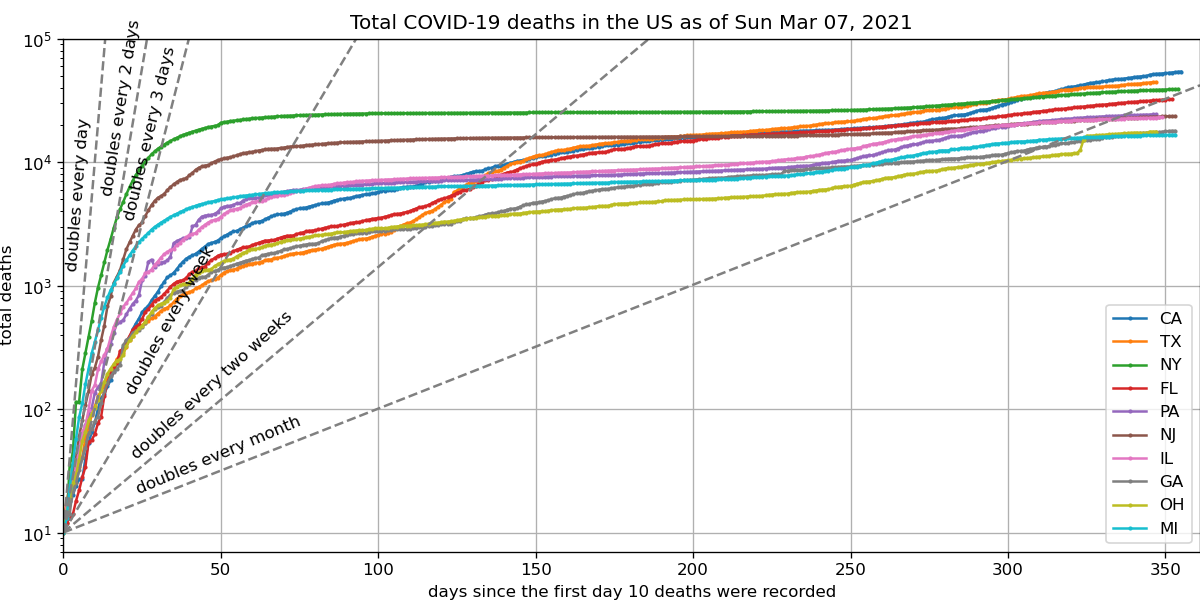 Total COVID-19 deaths in the US as of Sun Mar 07, 2021
total deaths
10⁵
10⁴
10³
10²
10¹
doubles every day
doubles every 2 days
doubles every 3 days
doubles every week
doubles every two weeks
doubles every month
CA
TX
NY
FL
PA
NJ
IL
GA
OH
MI
0
50
100
150
200
250
300
350
days since the first day 10 deaths were recorded